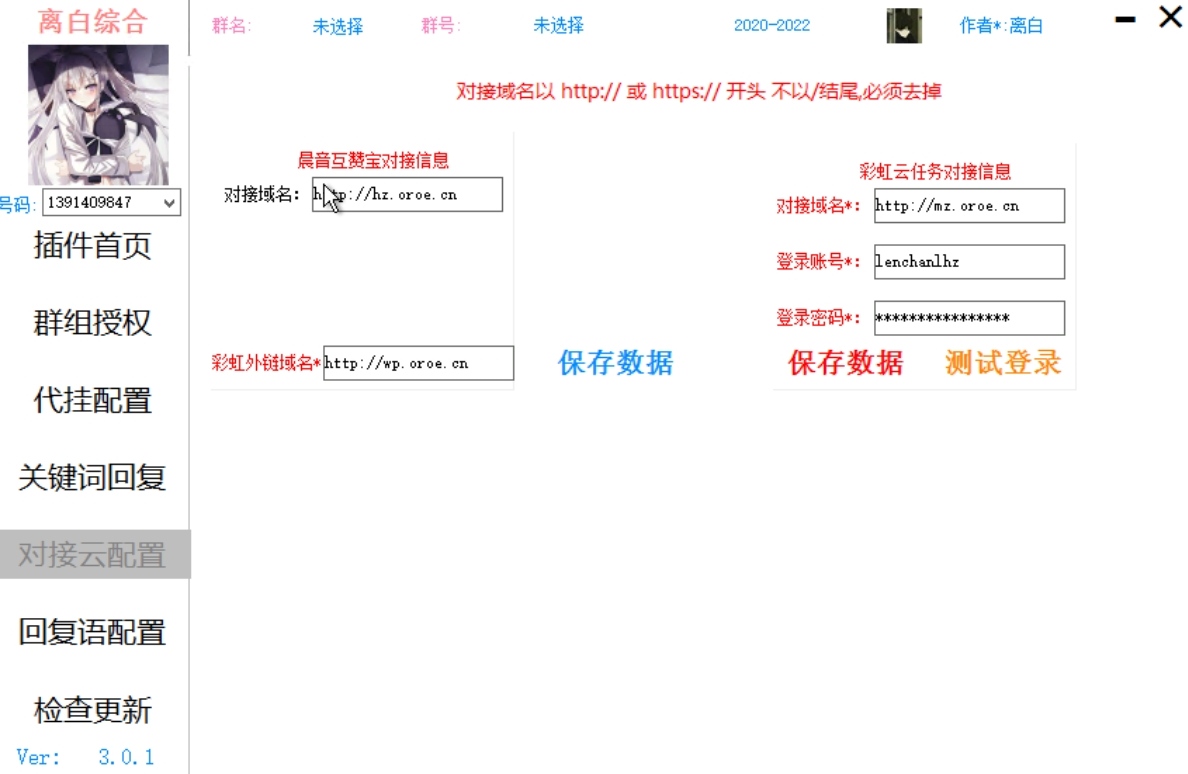 离白综合
群名: 未选择 群号: 未选择 2020-2022 作者*:离白
对接域名以 http:// 或 https:// 开头 不以/结尾,必须去掉
晨音互赞宝对接信息
对接域名: http://hz.oroe.cn
彩虹外链域名* http://wp.oroe.cn
保存数据
彩虹云任务对接信息
对接域名*: http://mz.oroe.cn
登录账号*: lenchanlhz
登录密码*: ****************
保存数据 测试登录
号码: 1391409847
插件首页
群组授权
代挂配置
关键词回复
对接云配置
回复语配置
检查更新
Ver: 3.0.1